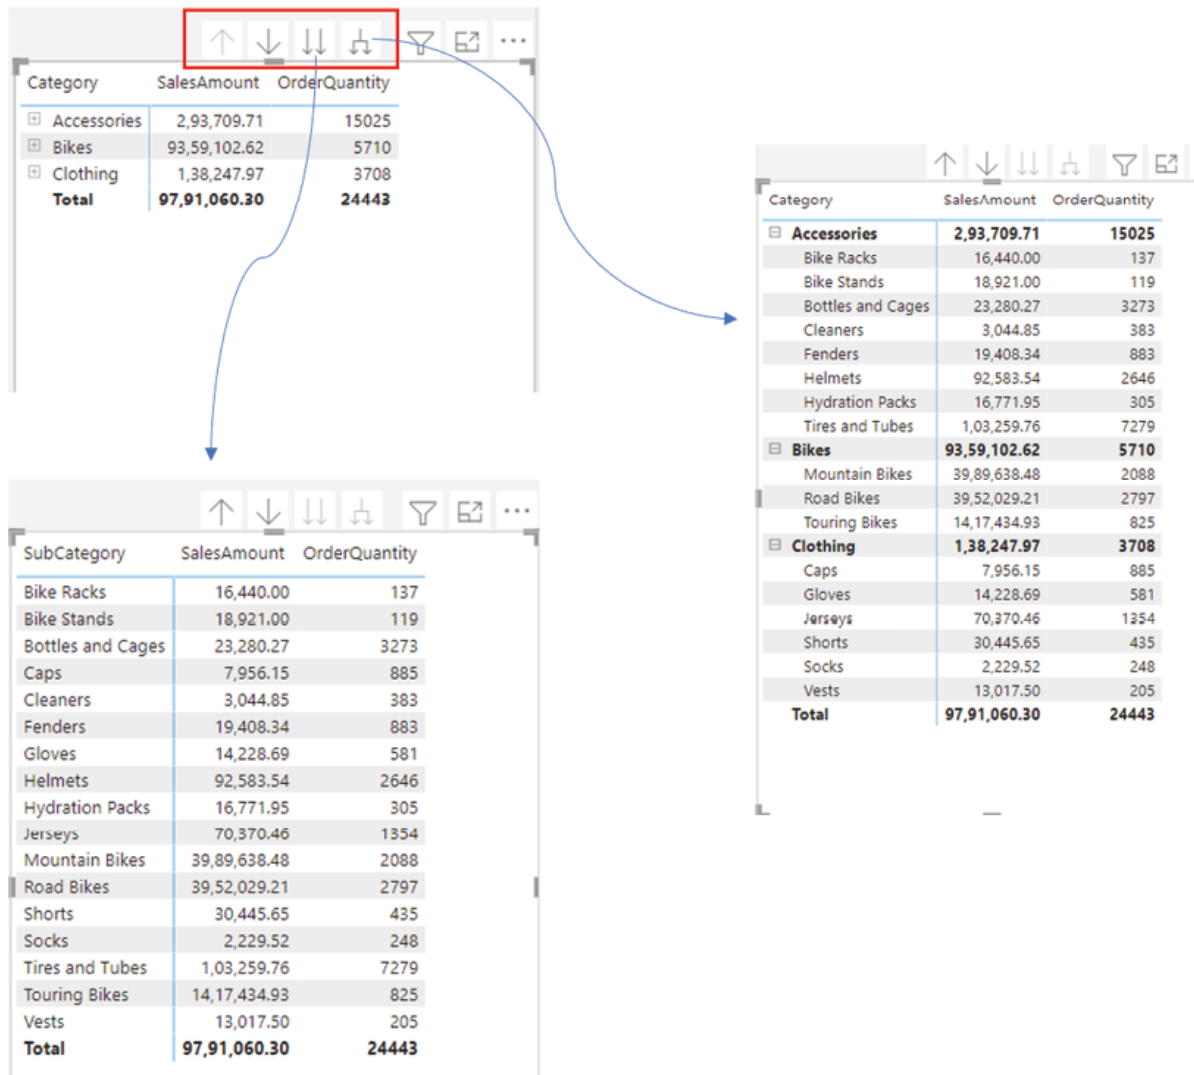 Category SalesAmount OrderQuantity
Accessories 2,93,709.71 15025
Bikes 93,59,102.62 5710
Clothing 1,38,247.97 3708
Total 97,91,060.30 24443
Category SalesAmount OrderQuantity
Accessories 2,93,709.71 15025
Bike Racks 16,440.00 137
Bike Stands 18,921.00 119
Bottles and Cages 23,280.27 3273
Cleaners 3,044.85 383
Fenders 19,408.34 883
Helmets 92,583.54 2646
Hydration Packs 16,771.95 305
Tires and Tubes 1,03,259.76 7279
Bikes 93,59,102.62 5710
Mountain Bikes 39,89,638.48 2088
Road Bikes 39,52,029.21 2797
Touring Bikes 14,17,434.93 825
Clothing 1,38,247.97 3708
Caps 7,956.15 885
Gloves 14,228.69 581
Jerseys 70,370.46 1354
Shorts 30,445.65 435
Socks 2,229.52 248
Vests 13,017.50 205
Total 97,91,060.30 24443
SubCategory SalesAmount OrderQuantity
Bike Racks 16,440.00 137
Bike Stands 18,921.00 119
Bottles and Cages 23,280.27 3273
Caps 7,956.15 885
Cleaners 3,044.85 383
Fenders 19,408.34 883
Gloves 14,228.69 581
Helmets 92,583.54 2646
Hydration Packs 16,771.95 305
Jerseys 70,370.46 1354
Mountain Bikes 39,89,638.48 2088
Road Bikes 39,52,029.21 2797
Shorts 30,445.65 435
Socks 2,229.52 248
Tires and Tubes 1,03,259.76 7279
Touring Bikes 14,17,434.93 825
Vests 13,017.50 205
Total 97,91,060.30 24443